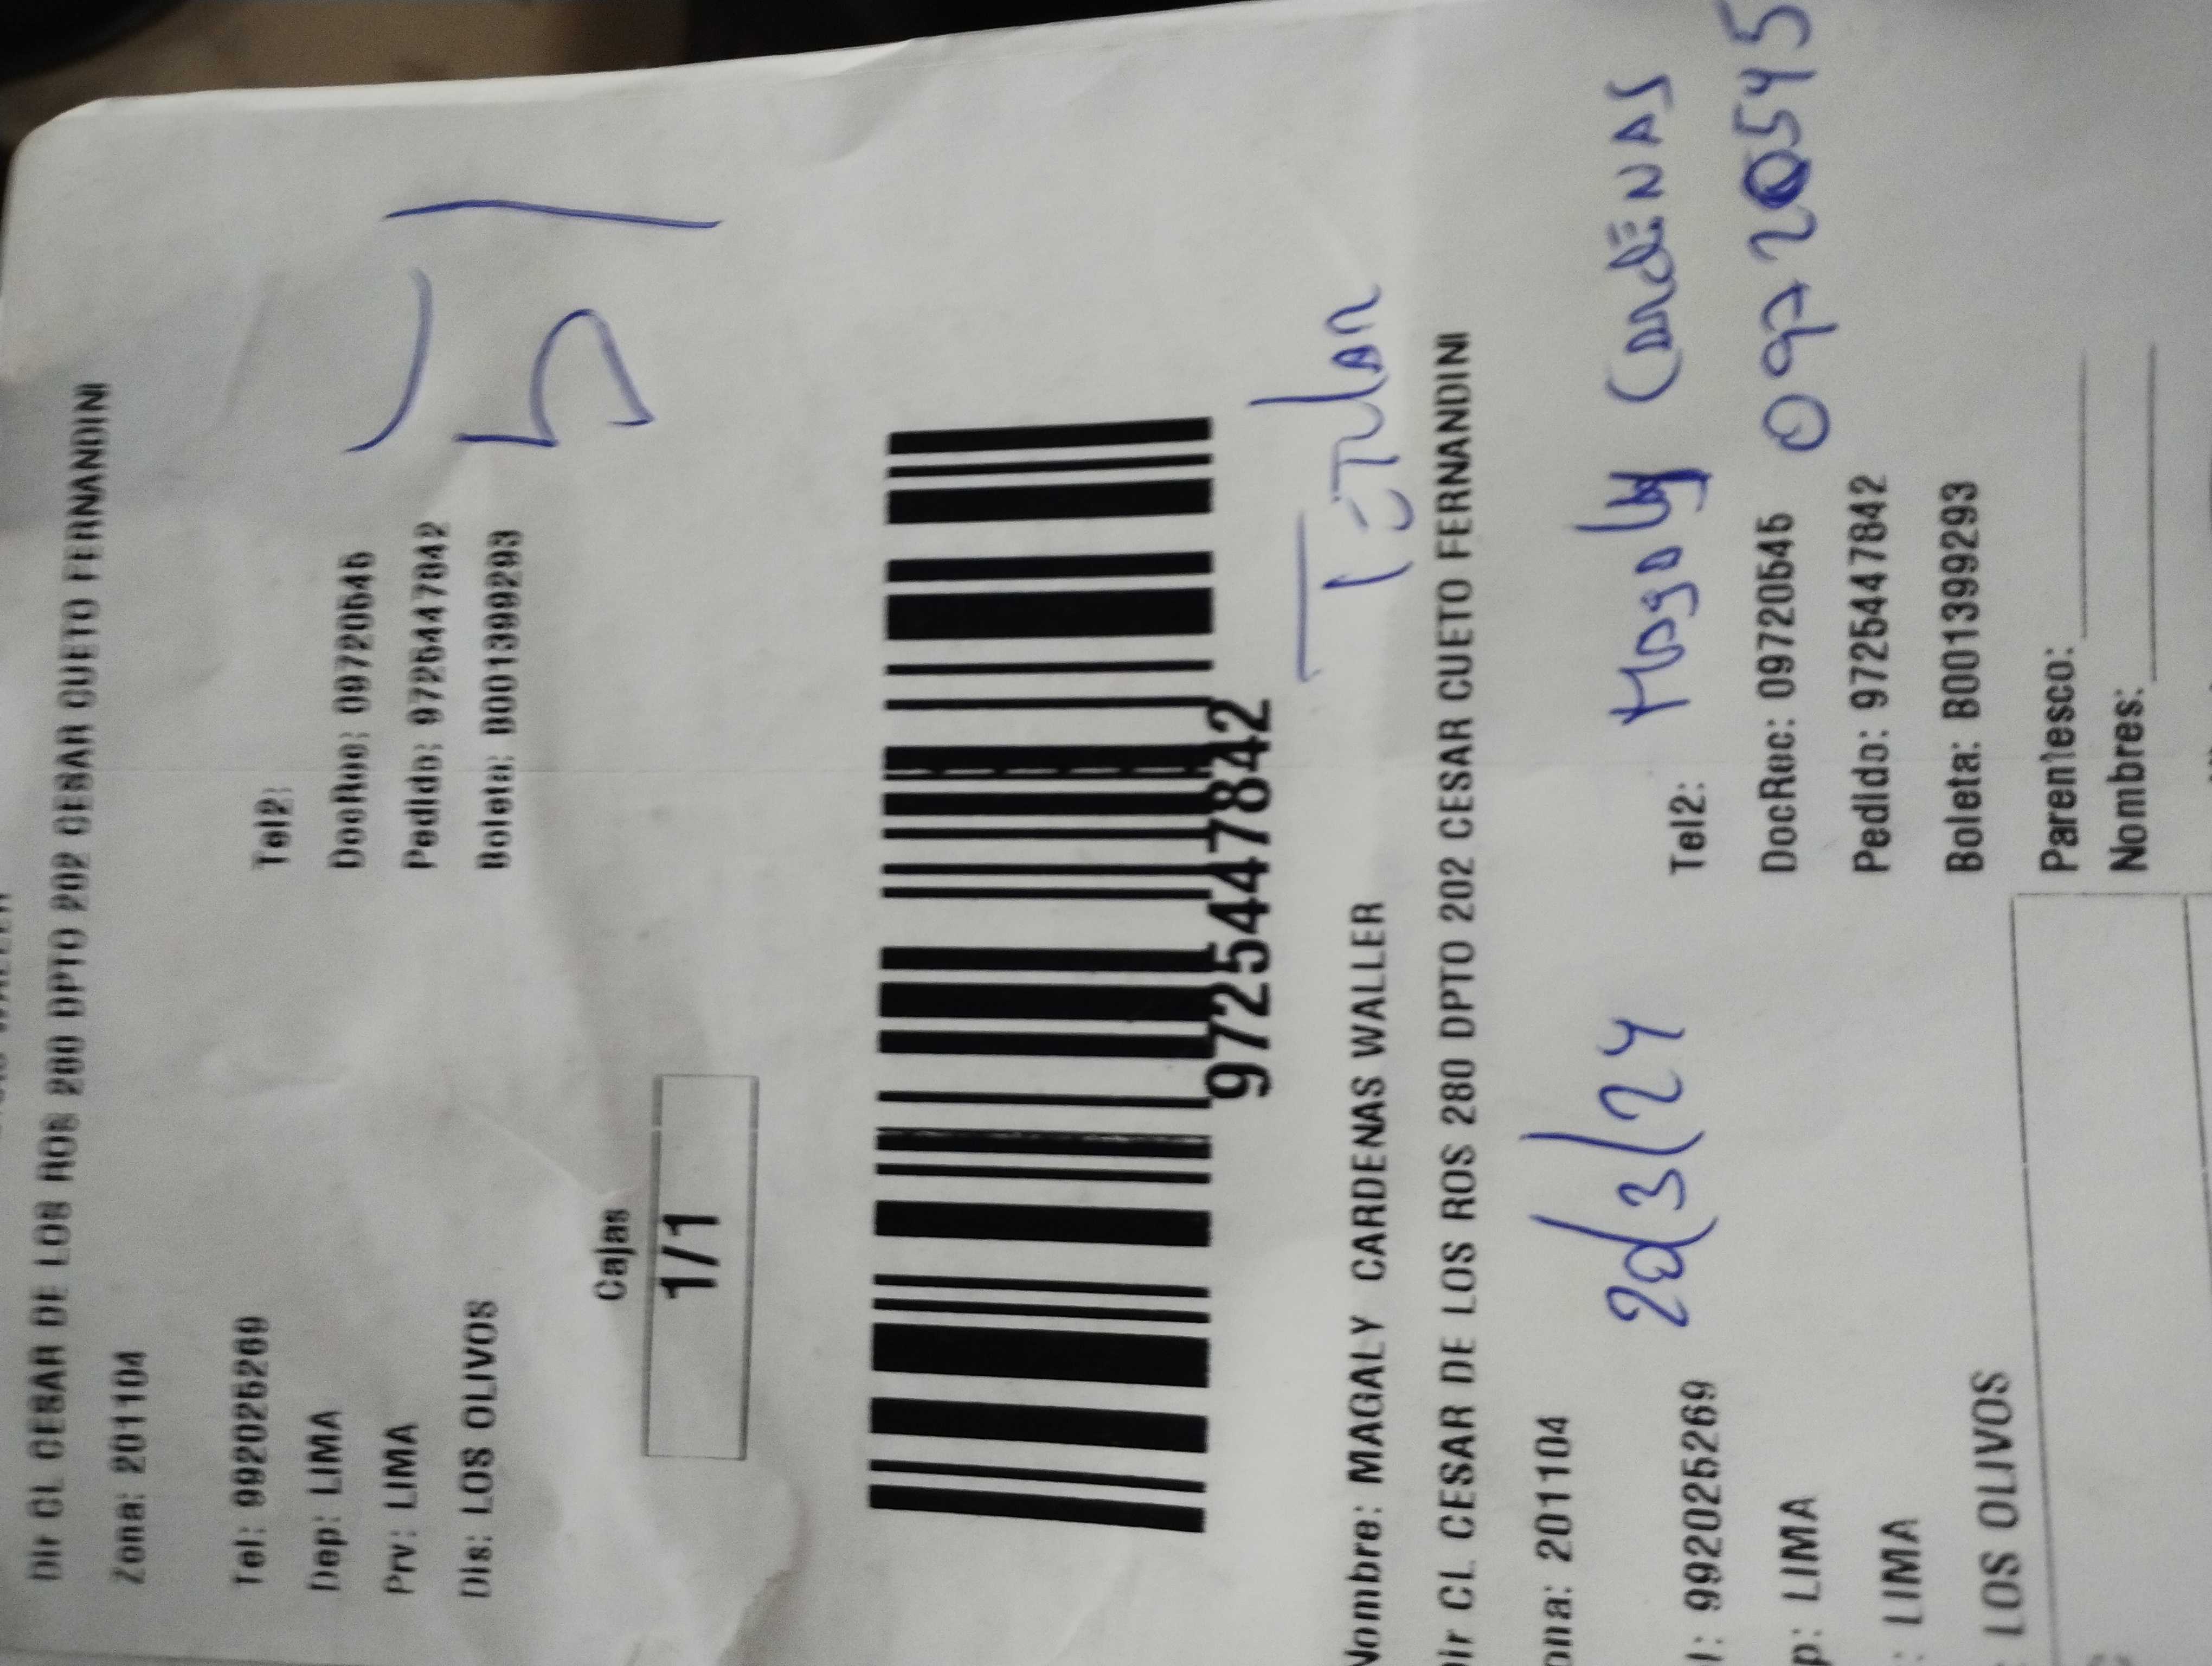 Dir CL CESAR DE LOS ROS 280 DPTO 202 CESAR CUETO FERNANDINI
Zona: 201104
Tel: 992025269 Tel2:
Dep: LIMA DocRec: 09720545
Prv: LIMA Pedido: 9725447842
Dis: LOS OLIVOS Boleta: B001399293
51
Cajas
1/1
9725447842
Titular
Nombre: MAGALY CARDENAS WALLER
Dir CL CESAR DE LOS ROS 280 DPTO 202 CESAR CUETO FERNANDINI
ona: 201104
2d/3/24 Magaly Cardenas
l: 992025269 Tel2:
09720545
p: LIMA DocRec: 09720545
: LIMA Pedido: 9725447842
: LOS OLIVOS Boleta: B001399293
Parentesco:
Nombres: